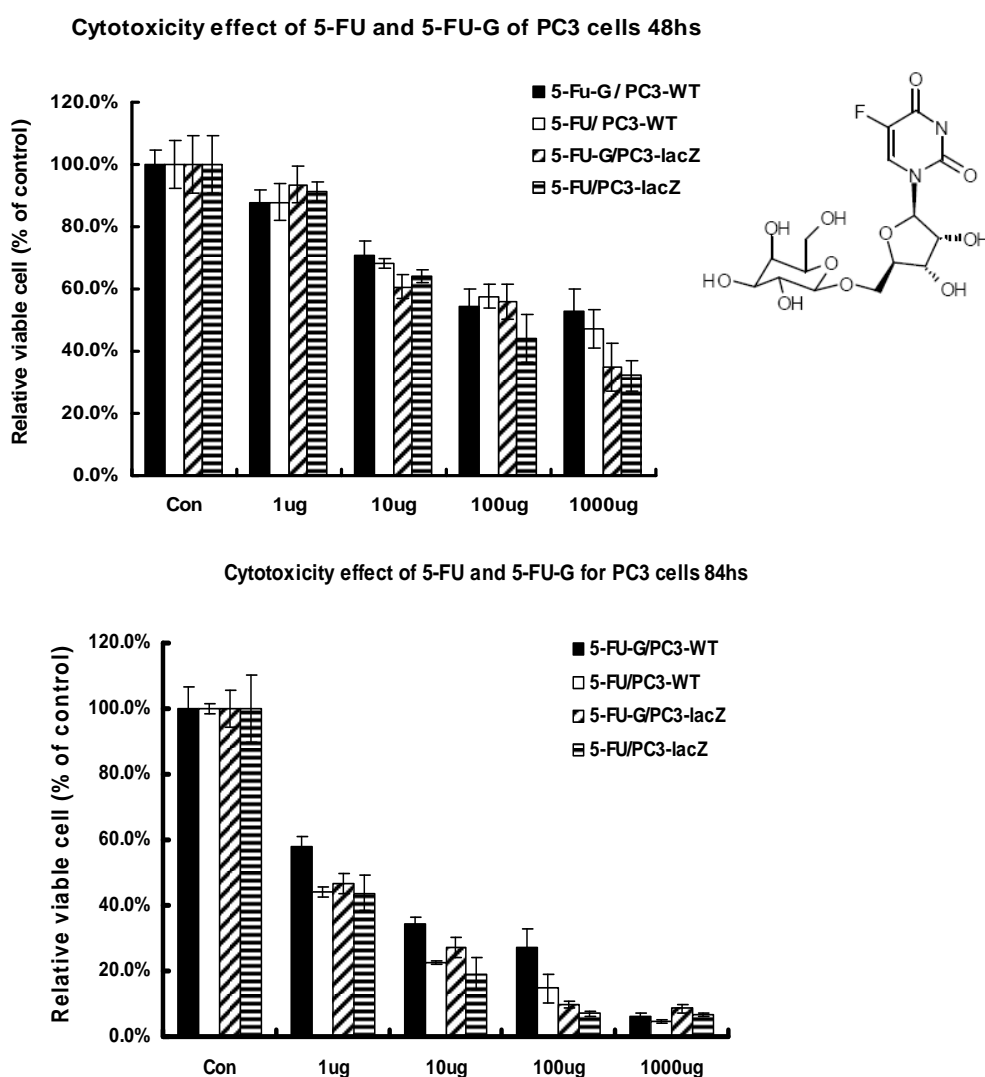 Cytotoxicity effect of 5-FU and 5-FU-G of PC3 cells 48hs
Relative viable cell (% of control)
120.0%
100.0%
80.0%
60.0%
40.0%
20.0%
0.0%
5-Fu-G / PC3-WT
5-FU/ PC3-WT
5-FU-G/PC3-lacZ
5-FU/PC3-lacZ
Con 1ug 10ug 100ug 1000ug
O
F
N
N
O
OH
OH
O
O
OH
HO
OH
O
OH
Cytotoxicity effect of 5-FU and 5-FU-G for PC3 cells 84hs
Relative viable cell (% of control)
120.0%
100.0%
80.0%
60.0%
40.0%
20.0%
0.0%
5-FU-G/PC3-WT
5-FU/PC3-WT
5-FU-G/PC3-lacZ
5-FU/PC3-lacZ
Con 1ug 10ug 100ug 1000ug